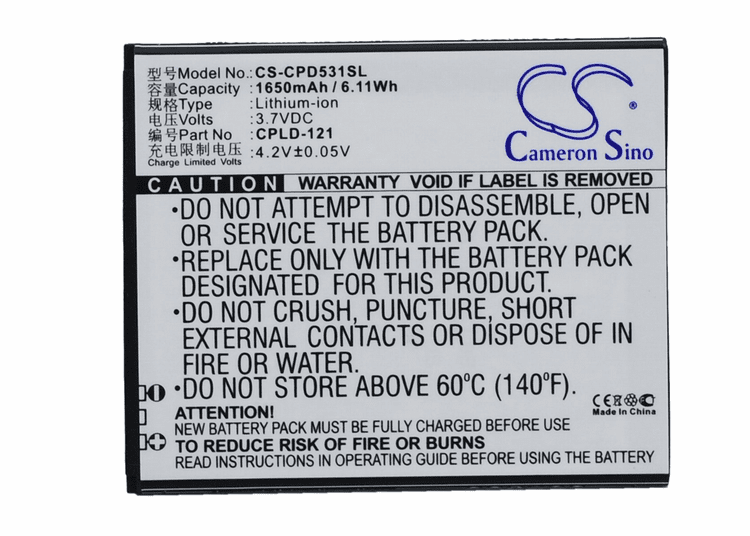 型号Model No.: CS-CPD531SL
容量Capacity: 1650mAh / 6.11Wh
规格Type: Lithium-ion
电压Volts: 3.7VDC
部号Part No: CPLD-121
充电限制电压: 4.2V±0.05V
Charge Limited Volts
CS
Cameron Sino
CAUTION WARRANTY VOID IF LABEL IS REMOVED
•DO NOT ATTEMPT TO DISASSEMBLE, OPEN
OR SERVICE THE BATTERY PACK.
•REPLACE ONLY WITH THE BATTERY PACK
DESIGNATED FOR THIS PRODUCT.
•DO NOT CRUSH, PUNCTURE, SHORT
EXTERNAL CONTACTS OR DISPOSE OF
IN FIRE OR WATER.
•DO NOT STORE ABOVE 60°C (140°F).
ATTENTION!
NEW BATTERY PACK MUST BE FULLY CHARGED BEFORE USE
TO REDUCE RISK OF FIRE OR BURNS
READ INSTRUCTIONS AND OPERATING GUIDE BEFORE USING THE BATTERY
CE
Made In China